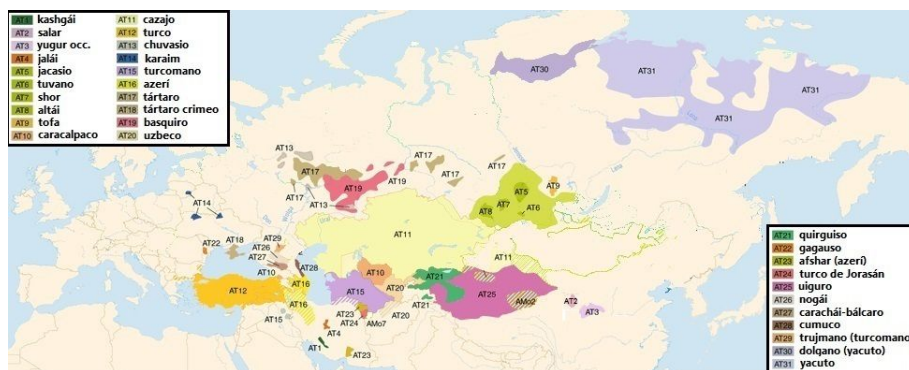 AT1 kashgái
AT2 salar
AT3 yugur occ.
AT4 jalái
AT5 jacasio
AT6 tuvano
AT7 shor
AT8 altái
AT9 tofa
AT10 caracalpaco
AT11 cazajo
AT12 turco
AT13 chuvasio
AT14 karaim
AT15 turcomano
AT16 azerí
AT17 tártaro
AT18 tártaro crimeo
AT19 basquiro
AT20 uzbeco
AT30
AT31
AT31
AT31
AT13
AT17
AT17
AT17
AT17
AT19
AT19
AT17
AT13
AT9
AT5
AT7
AT6
AT8
AT14
AT11
AT22
AT18
AT29
AT26
AT27
AT10
AT28
AT11
AT12
AT16
AT16
AT15
AT15
AT10
AT20
AT21
AT21
AT25
AMo2
AT2
AT3
AT23
AT24
AMo7
AT20
AT4
AT1
AT23
AT21 quirguiso
AT22 gagauso
AT23 afshar (azerí)
AT24 turco de Jorasán
AT25 uiguro
AT26 nogái
AT27 carachái-bálcaro
AT28 cumuco
AT29 trujmano (turcomano)
AT30 dolgano (yacuto)
AT31 yacuto